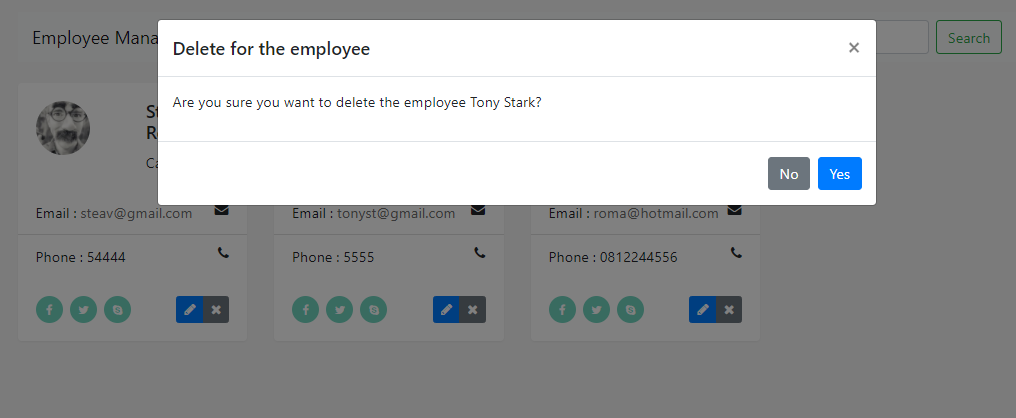 Employee Mana
Delete for the employee
×
Search
Are you sure you want to delete the employee Tony Stark?
No
Yes
St
R
Ca
Email : steav@gmail.com
Email : tonyst@gmail.com
Email : roma@hotmail.com
Phone : 54444
Phone : 5555
Phone : 0812244556